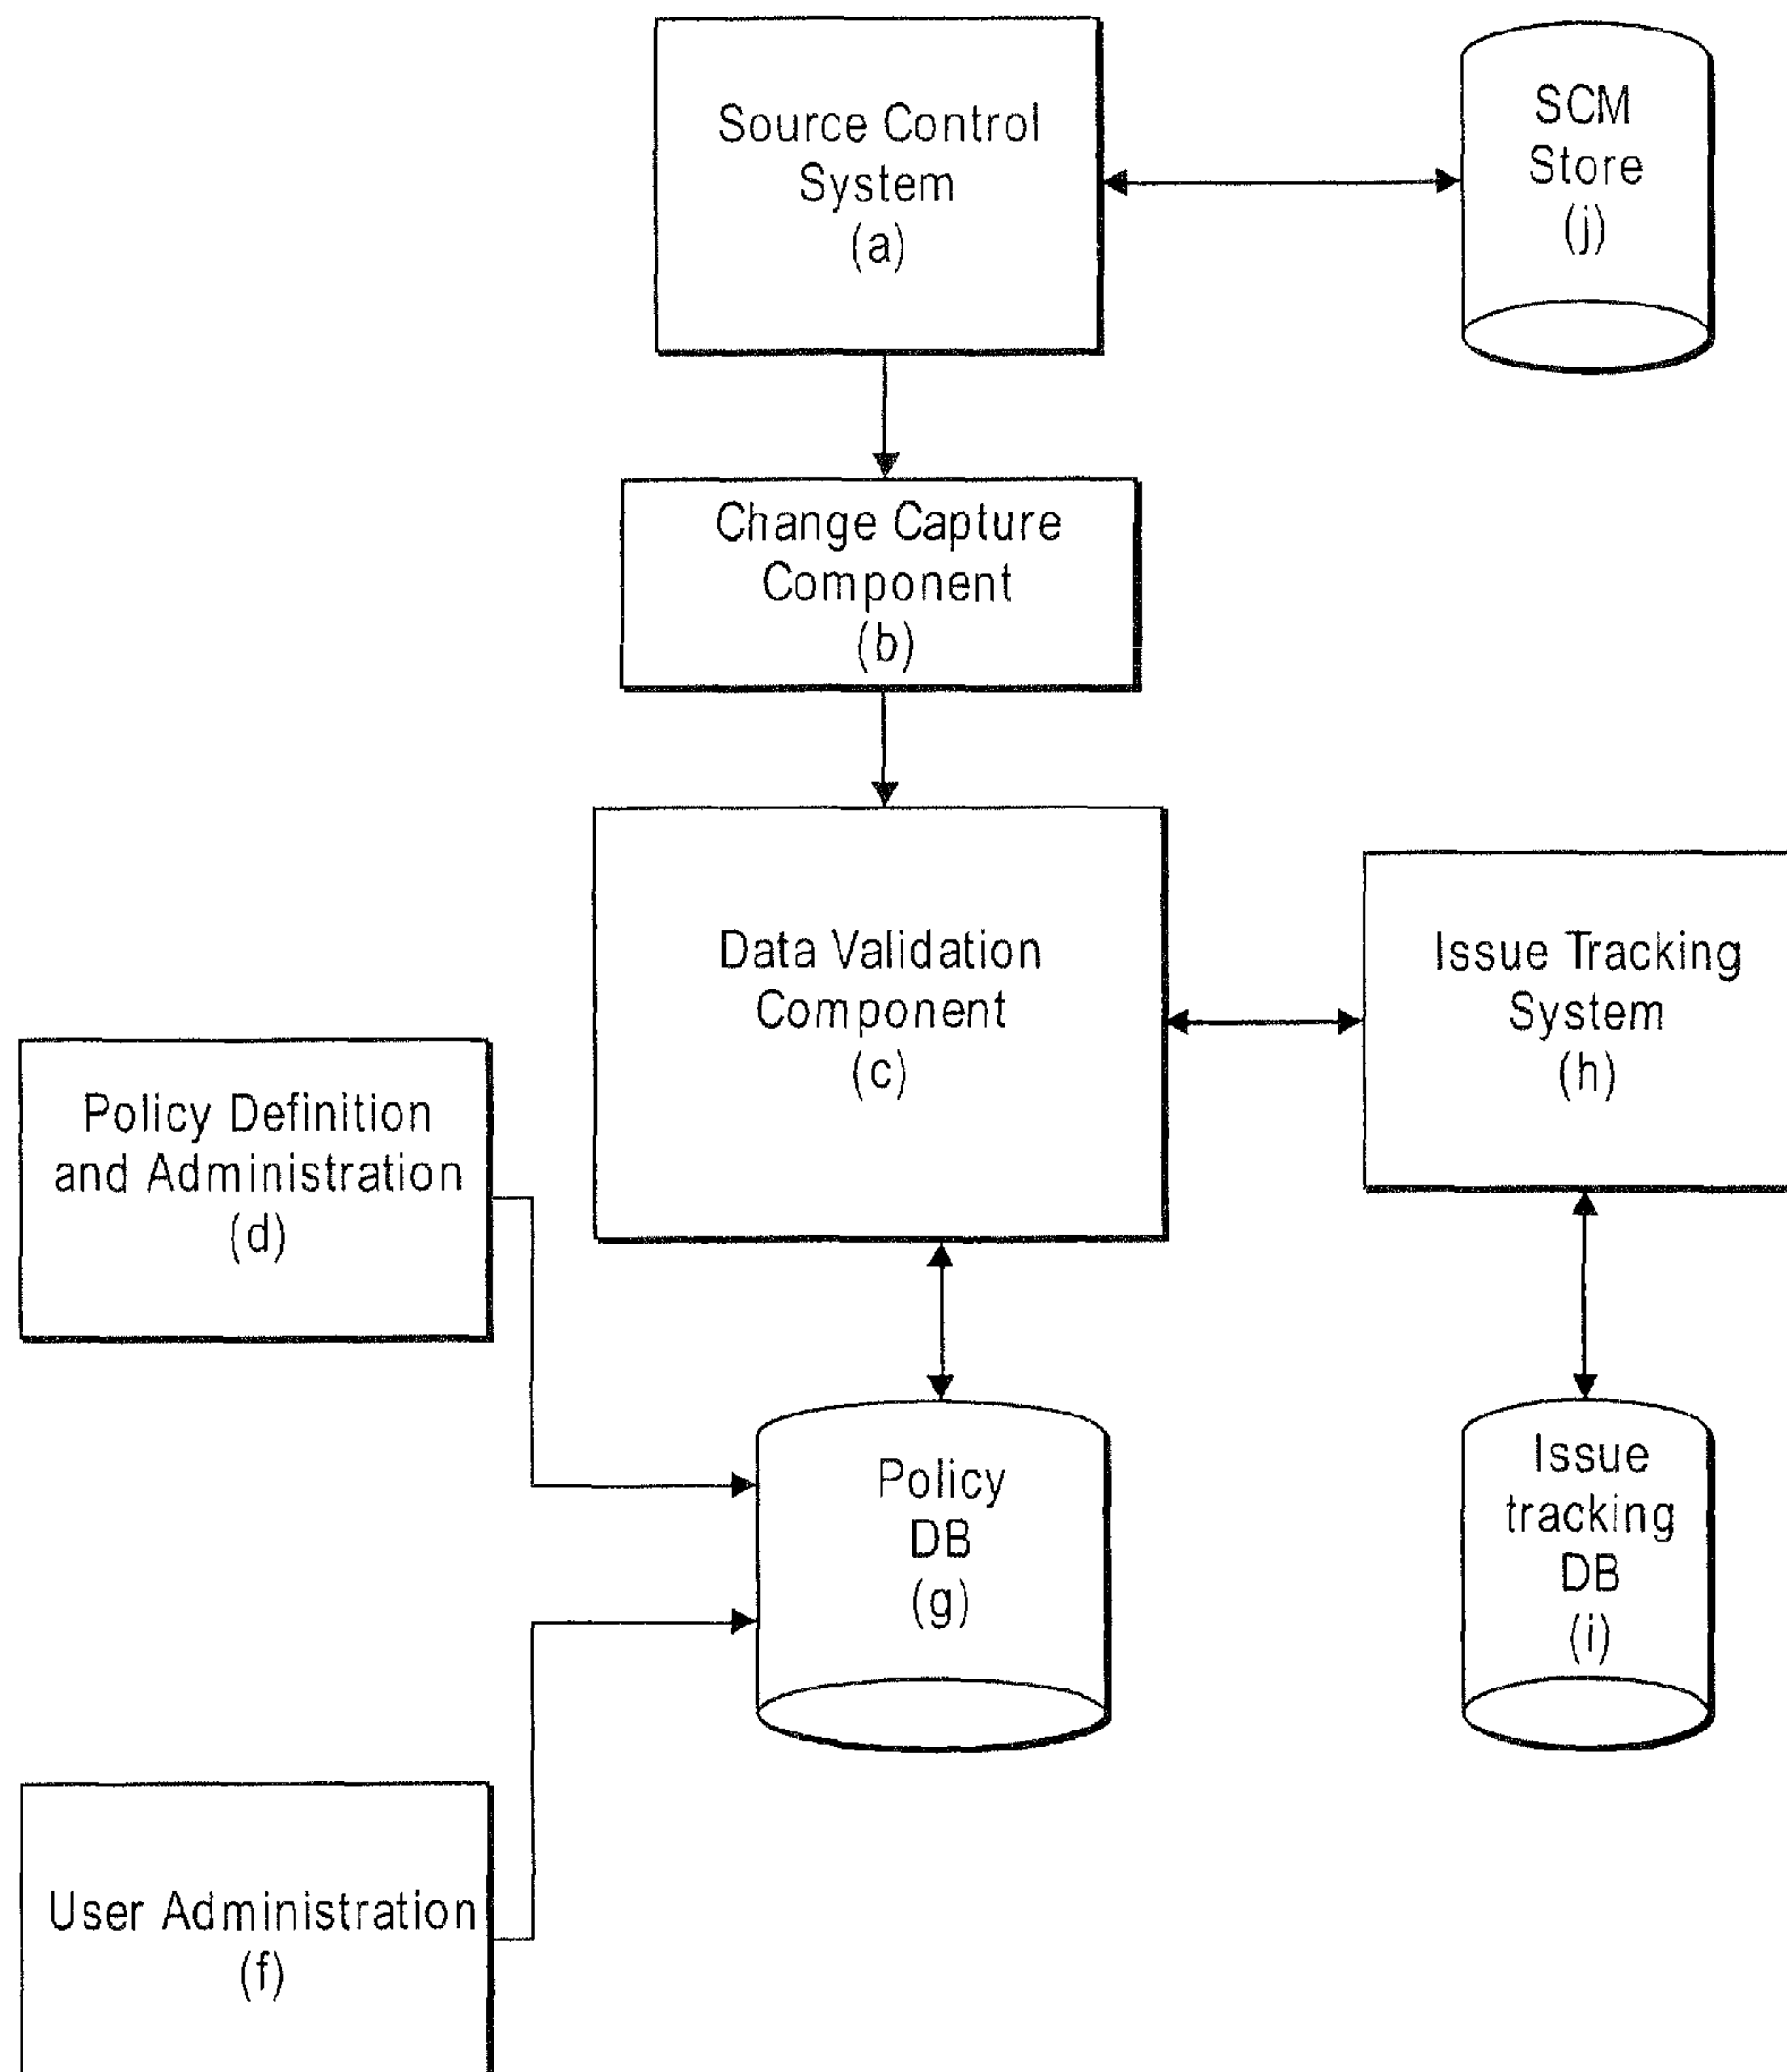 Source Control
System
(a)
SCM
Store
(j)
Change Capture
Component
(b)
Data Validation
Component
(c)
Issue Tracking
System
(h)
Policy Definition
and Administration
(d)
Policy
DB
(g)
Issue
tracking
DB
(i)
User Administration
(f)